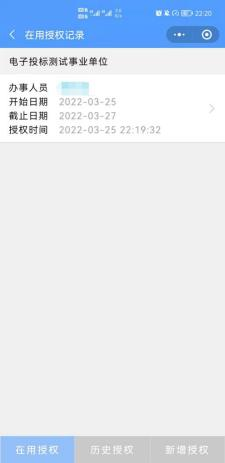 22:20
在用授权记录
电子投标测试事业单位
办事人员
开始日期 2022-03-25
截止日期 2022-03-27
授权时间 2022-03-25 22:19:32
在用授权 历史授权 新增授权